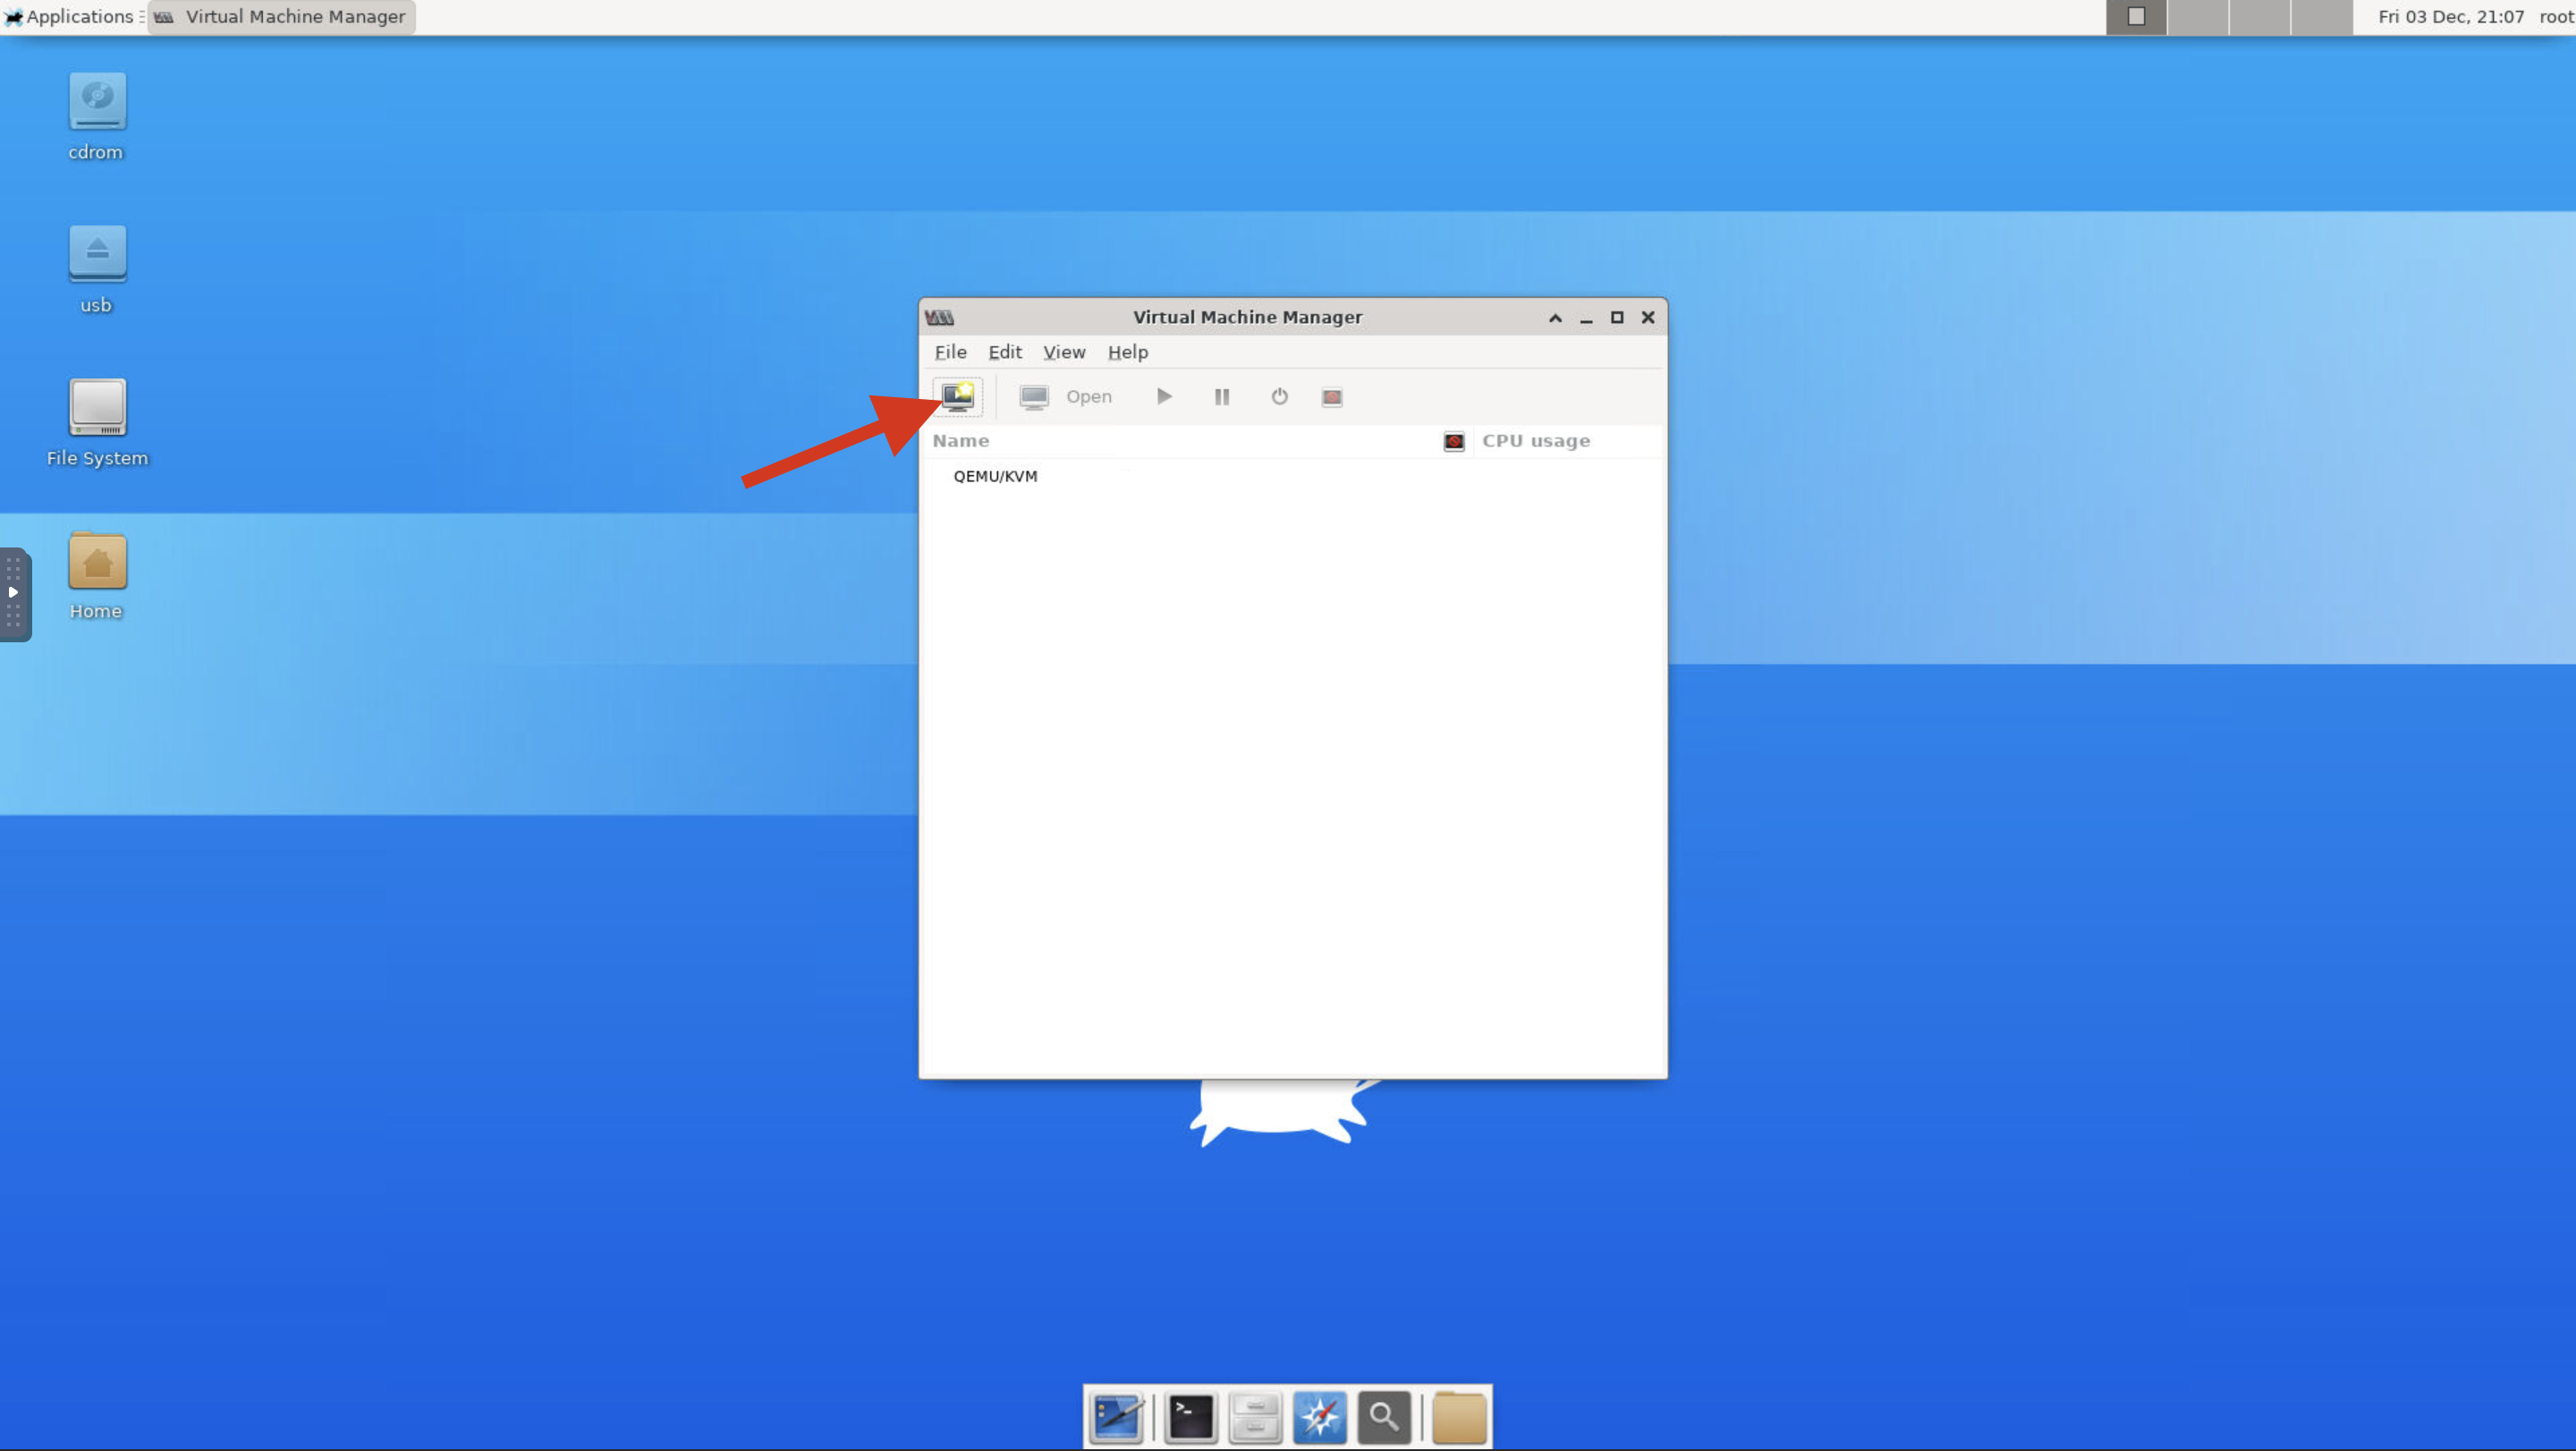 Applications Virtual Machine Manager Fri 03 Dec, 21:07 root
cdrom
usb
File System
Home
Virtual Machine Manager
File Edit View Help
Open
Name CPU usage
QEMU/KVM